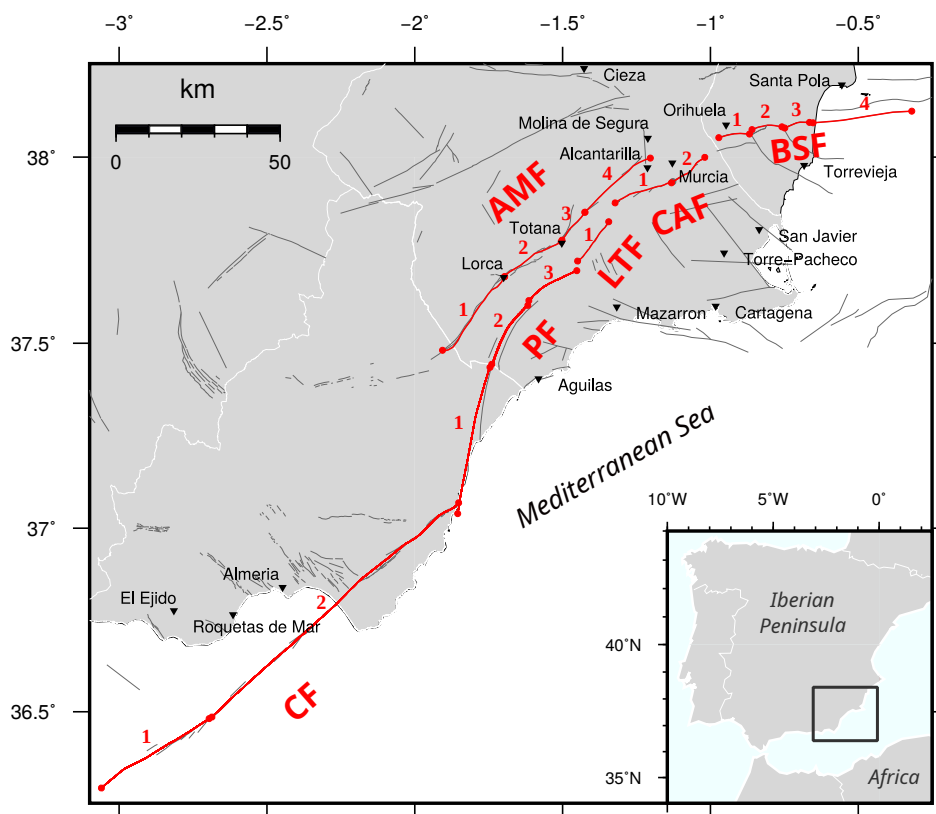 −3° −2.5° −2° −1.5° −1° −0.5°
km
0 50
Cieza
Santa Pola
Orihuela
Molina de Segura
Alcantarilla
Murcia
Torrevieja
Totana
Lorca
San Javier
Torre−Pacheco
Mazarron
Cartagena
Aguilas
Almeria
El Ejido
Roquetas de Mar
38°
37.5°
37°
36.5°
AMF
1
2
3
4
BSF
1
2
3
4
CAF
1
2
LTF
1
PF
1
2
3
CF
1
2
Mediterranean Sea
10°W 5°W 0°
40°N
35°N
Iberian
Peninsula
Africa